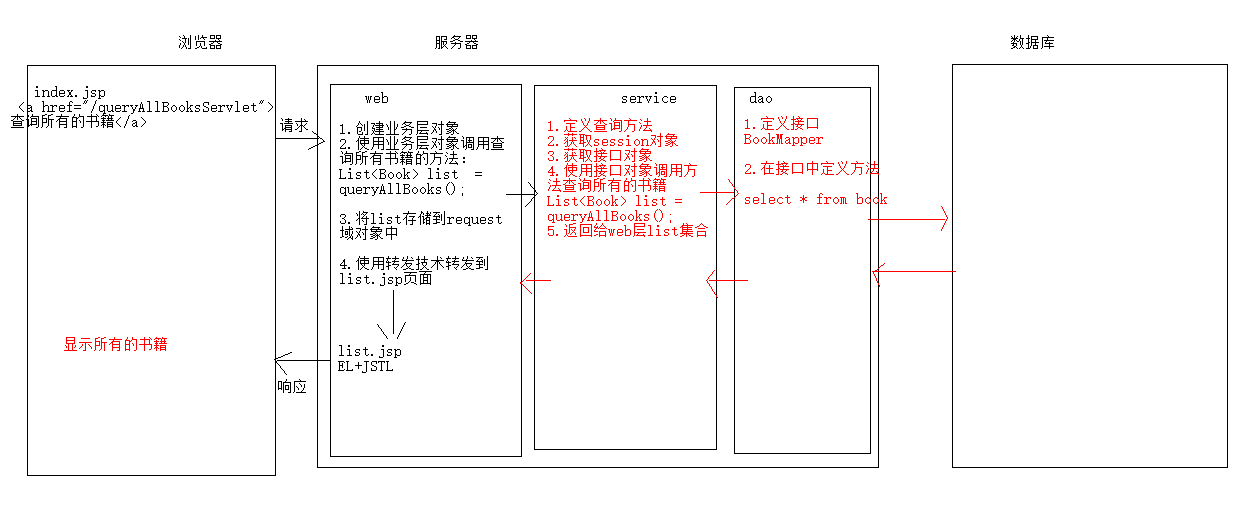 浏览器
服务器
数据库
index.jsp
<a href="/queryAllBooksServlet">
查询所有的书籍</a>
显示所有的书籍
请求
响应
web
1.创建业务层对象
2.使用业务层对象调用查
询所有书籍的方法:
List<Book> list =
queryAllBooks();
3.将list存储到request
域对象中
4.使用转发技术转发到
list.jsp页面
list.jsp
EL+JSTL
service
1.定义查询方法
2.获取session对象
3.获取接口对象
4.使用接口对象调用方
法查询所有的书籍
List<Book> list =
queryAllBooks();
5.返回给web层list集合
dao
1.定义接口
BookMapper
2.在接口中定义方法
select * from book